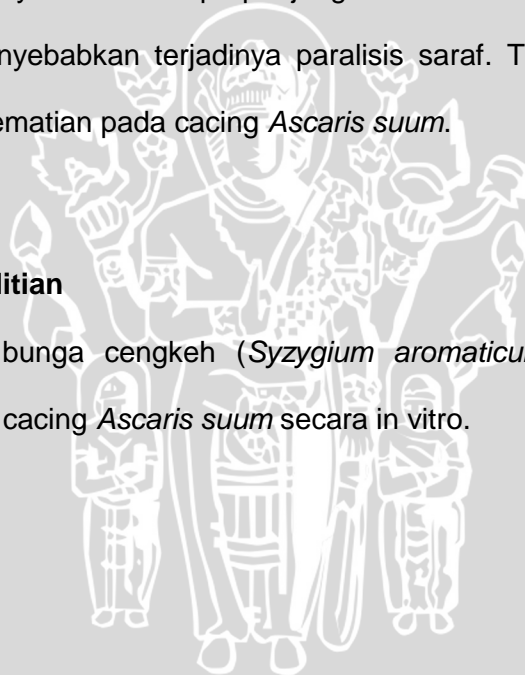 nyebabkan terjadinya paralisis saraf. T
ematian pada cacing Ascaris suum.
litian
bunga cengkeh (Syzygium aromaticu
cacing Ascaris suum secara in vitro.